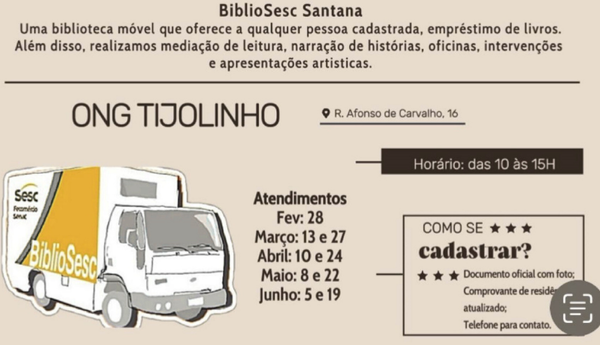 BiblioSesc Santana
Uma biblioteca móvel que oferece a qualquer pessoa cadastrada, empréstimo de livros.
Além disso, realizamos mediação de leitura, narração de histórias, oficinas, intervenções
e apresentações artisticas.
ONG TIJOLINHO
R. Afonso de Carvalho, 16
Horário: das 10 às 15H
Sesc
Fecomércio
Senac
BiblioSesc
Atendimentos
Fev: 28
Março: 13 e 27
Abril: 10 e 24
Maio: 8 e 22
Junho: 5 e 19
COMO SE
cadastrar?
Documento oficial com foto;
Comprovante de
atualizado;
Telefone para contato.